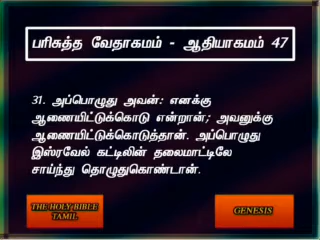 பரிசுத்த வேதாகமம் - ஆதியாகமம் 47
31. அப்பொழுது அவன்: எனக்கு
ஆணையிட்டுக்கொடு என்றான்; அவனுக்கு
ஆணையிட்டுக்கொடுத்தான். அப்பொழுது
இஸ்ரவேல் கட்டிலின் தலைமாட்டிலே
சாய்ந்து தொழுதுகொண்டான்.
THE HOLY BIBLE
TAMIL
GENESIS